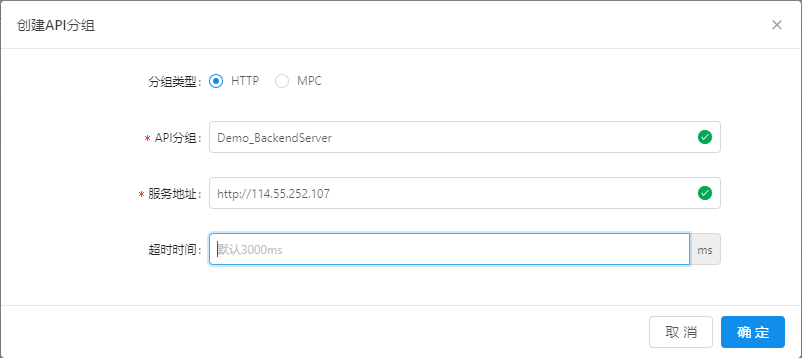 创建API分组
分组类型: HTTP MPC
* API分组: Demo_BackendServer
* 服务地址: http://114.55.252.107
超时时间: 默认3000ms ms
取 消 确 定